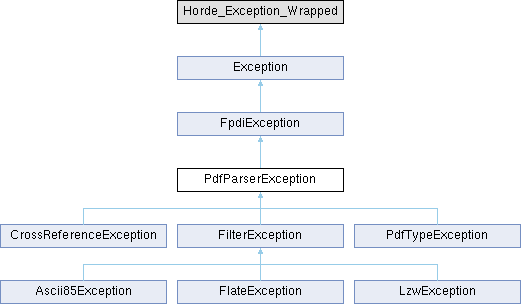 Horde_Exception_Wrapped
Exception
FpdiException
PdfParserException
CrossReferenceException FilterException PdfTypeException
Ascii85Exception FlateException LzwException